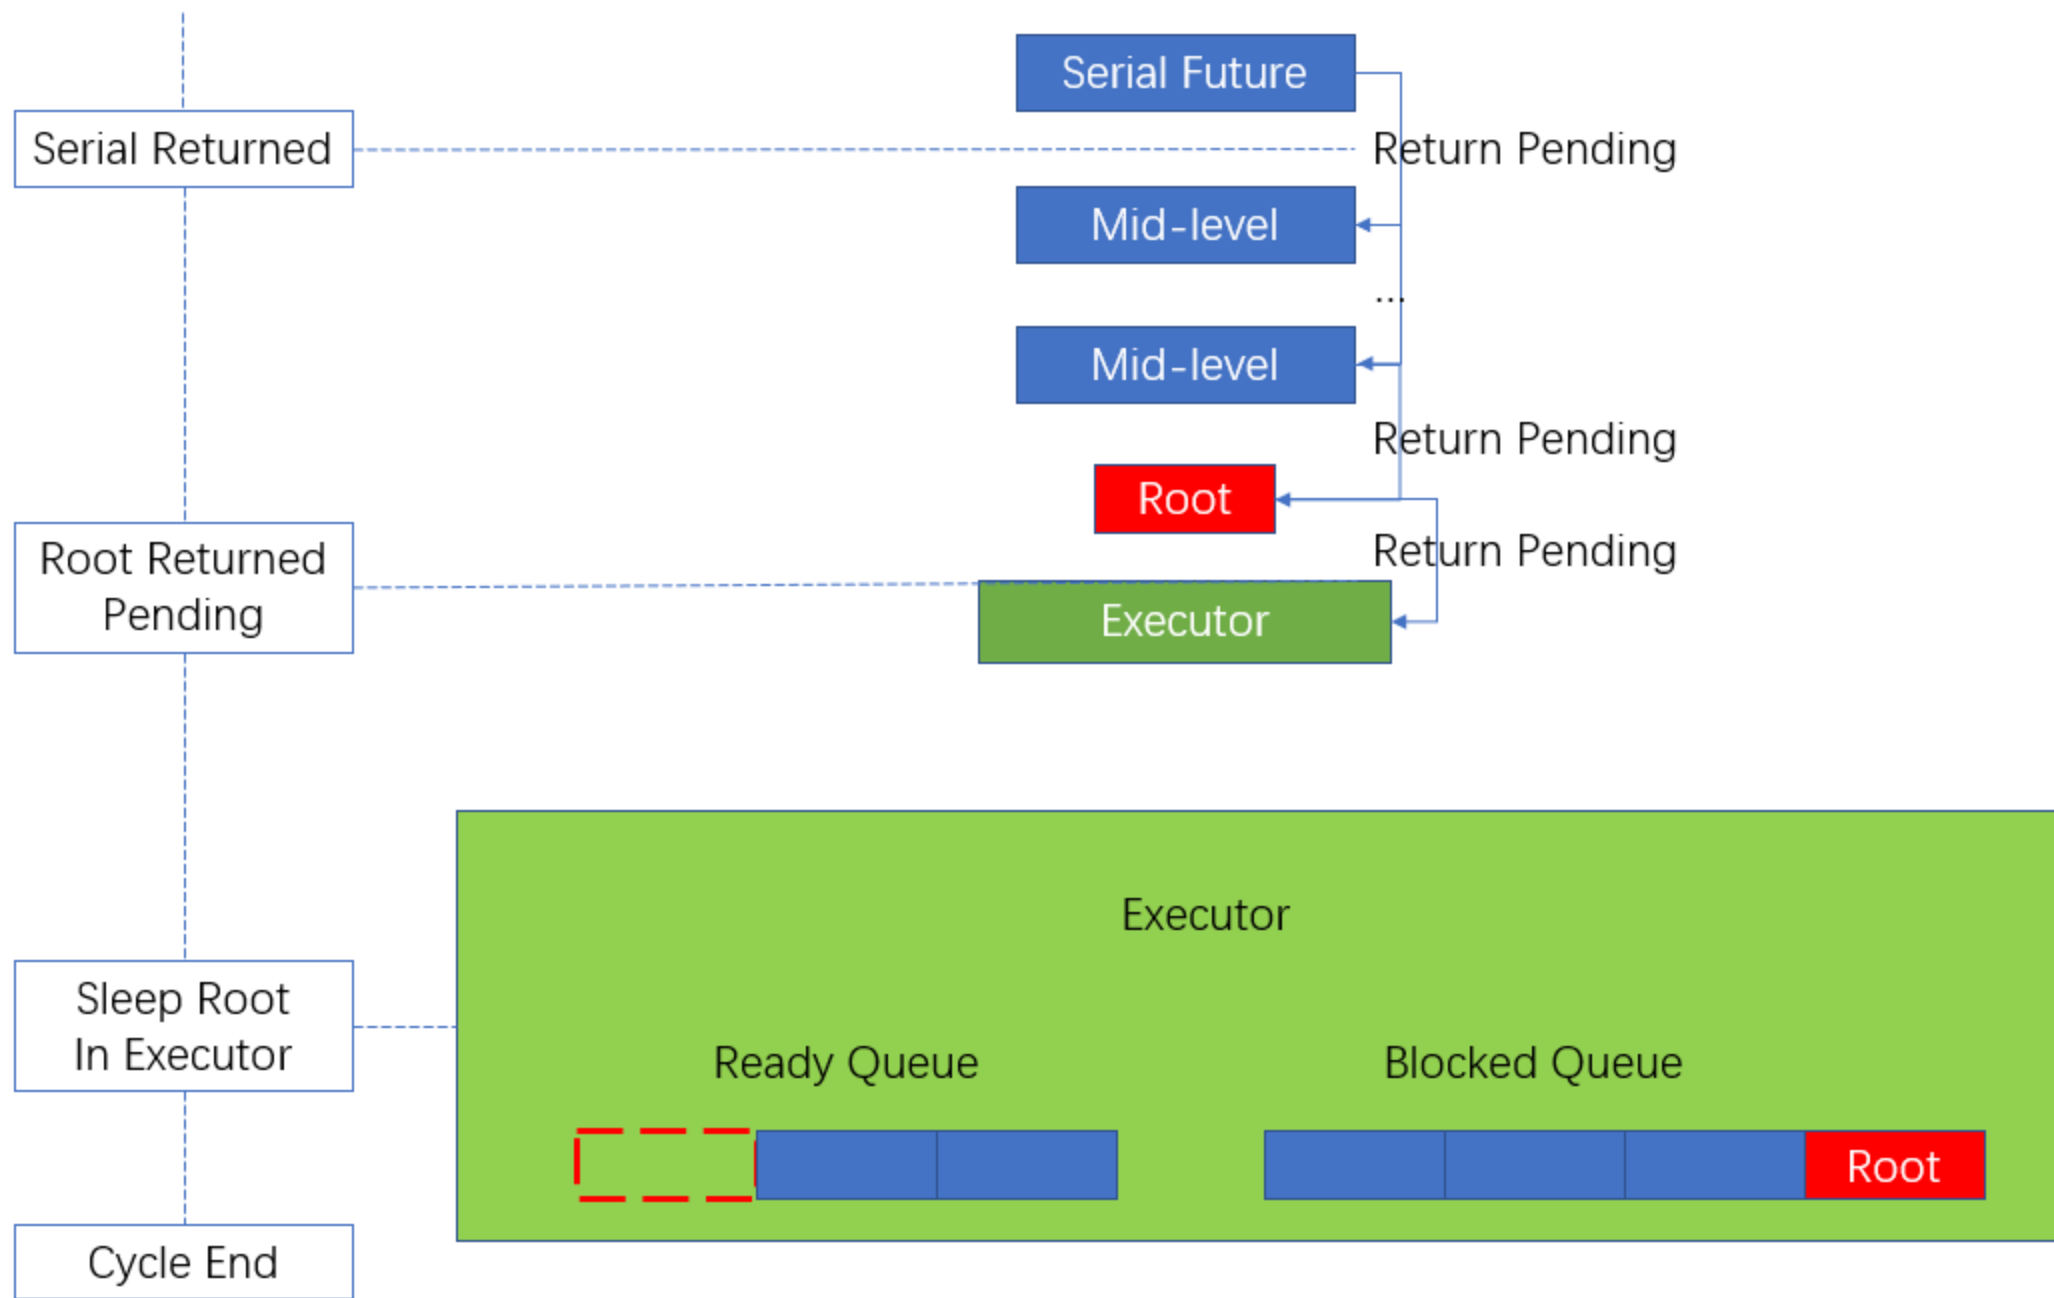 Serial Future
Serial Returned
Return Pending
Mid-level
...
Mid-level
Return Pending
Root
Root Returned
Pending
Return Pending
Executor
Executor
Sleep Root
In Executor
Ready Queue
Blocked Queue
Root
Cycle End